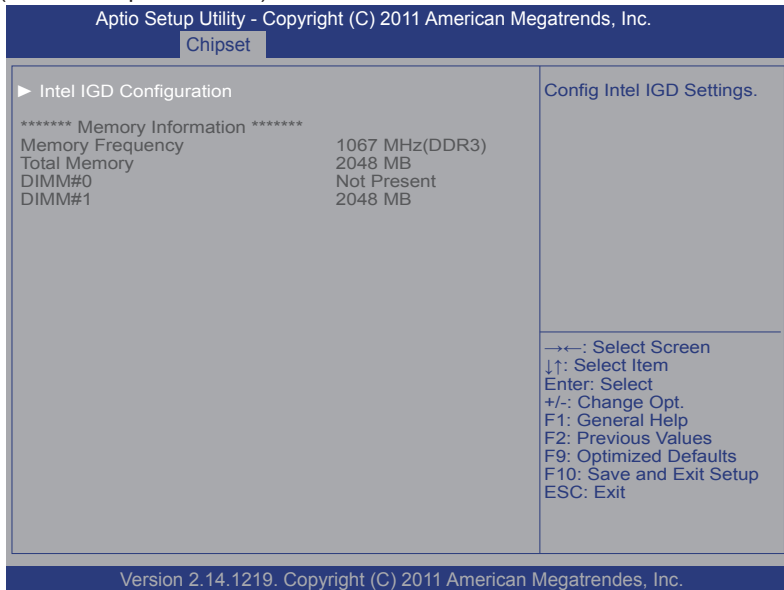 Aptio Setup Utility - Copyright (C) 2011 American Megatrends, Inc.
Chipset
► Intel IGD Configuration
******* Memory Information *******
Memory Frequency 1067 MHz(DDR3)
Total Memory 2048 MB
DIMM#0 Not Present
DIMM#1 2048 MB
Config Intel IGD Settings.
→←: Select Screen
↓↑: Select Item
Enter: Select
+/-: Change Opt.
F1: General Help
F2: Previous Values
F9: Optimized Defaults
F10: Save and Exit Setup
ESC: Exit
Version 2.14.1219. Copyright (C) 2011 American Megatrendes, Inc.